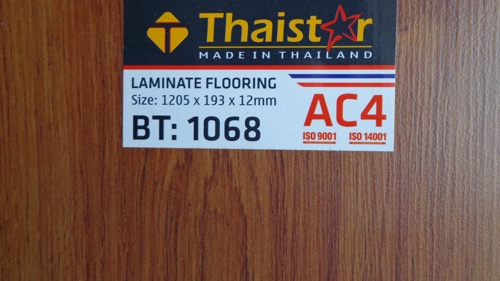 Thaistar
MADE IN THAILAND
LAMINATE FLOORING
Size: 1205 x 193 x 12mm
BT: 1068
AC4
ISO 9001 ISO 14001